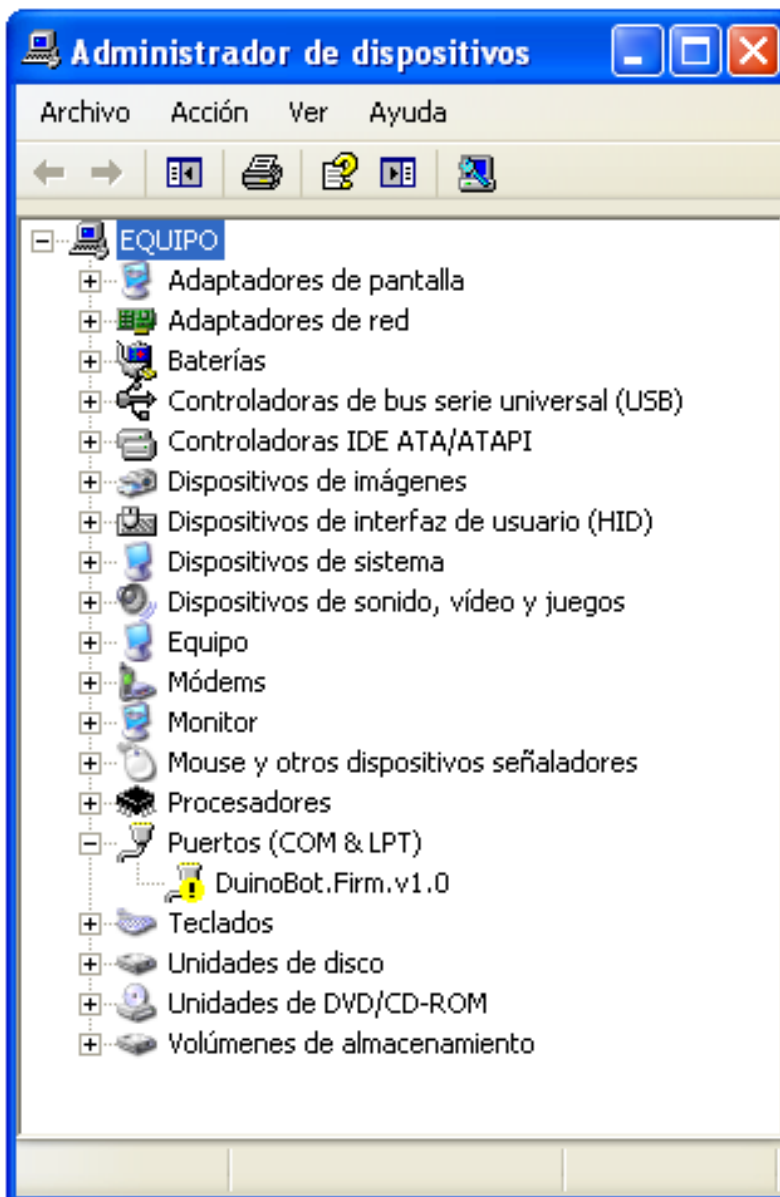 Administrador de dispositivos
Archivo Acción Ver Ayuda
EQUIPO
Adaptadores de pantalla
Adaptadores de red
Baterías
Controladoras de bus serie universal (USB)
Controladoras IDE ATA/ATAPI
Dispositivos de imágenes
Dispositivos de interfaz de usuario (HID)
Dispositivos de sistema
Dispositivos de sonido, vídeo y juegos
Equipo
Módems
Monitor
Mouse y otros dispositivos señaladores
Procesadores
Puertos (COM & LPT)
DuinoBot.Firm.v1.0
Teclados
Unidades de disco
Unidades de DVD/CD-ROM
Volúmenes de almacenamiento